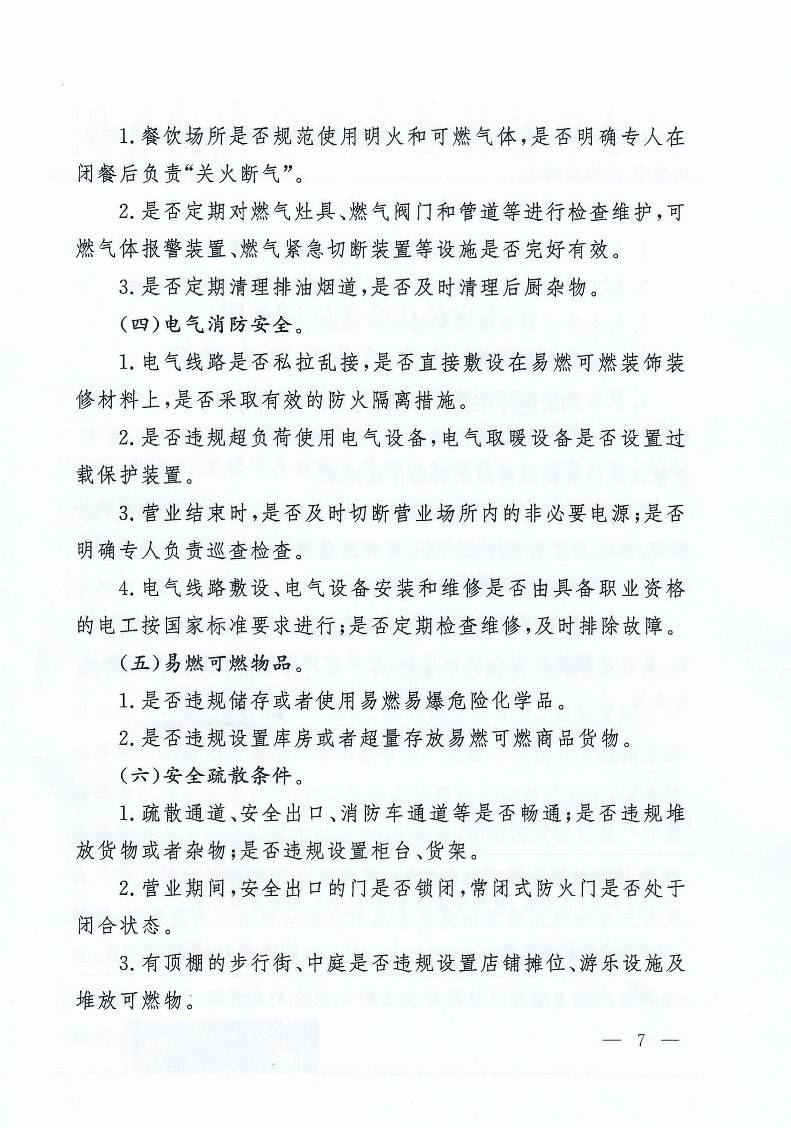 1.餐饮场所是否规范使用明火和可燃气体,是否明确专人在
闭餐后负责“关火断气”。
2.是否定期对燃气灶具、燃气阀门和管道等进行检查维护,可
燃气体报警装置、燃气紧急切断装置等设施是否完好有效。
3.是否定期清理排油烟道,是否及时清理后厨杂物。
(四)电气消防安全。
1.电气线路是否私拉乱接,是否直接敷设在易燃可燃装饰装
修材料上,是否采取有效的防火隔离措施。
2.是否违规超负荷使用电气设备,电气取暖设备是否设置过
载保护装置。
3.营业结束时,是否及时切断营业场所内的非必要电源;是否
明确专人负责巡查检查。
4.电气线路敷设、电气设备安装和维修是否由具备职业资格
的电工按国家标准要求进行;是否定期检查维修,及时排除故障。
(五)易燃可燃物品。
1.是否违规储存或者使用易燃易爆危险化学品。
2.是否违规设置库房或者超量存放易燃可燃商品货物。
(六)安全疏散条件。
1.疏散通道、安全出口、消防车通道等是否畅通;是否违规堆
放货物或者杂物;是否违规设置柜台、货架。
2.营业期间,安全出口的门是否锁闭,常闭式防火门是否处于
闭合状态。
3.有顶棚的步行街、中庭是否违规设置店铺摊位、游乐设施及
堆放可燃物。
— 7 —